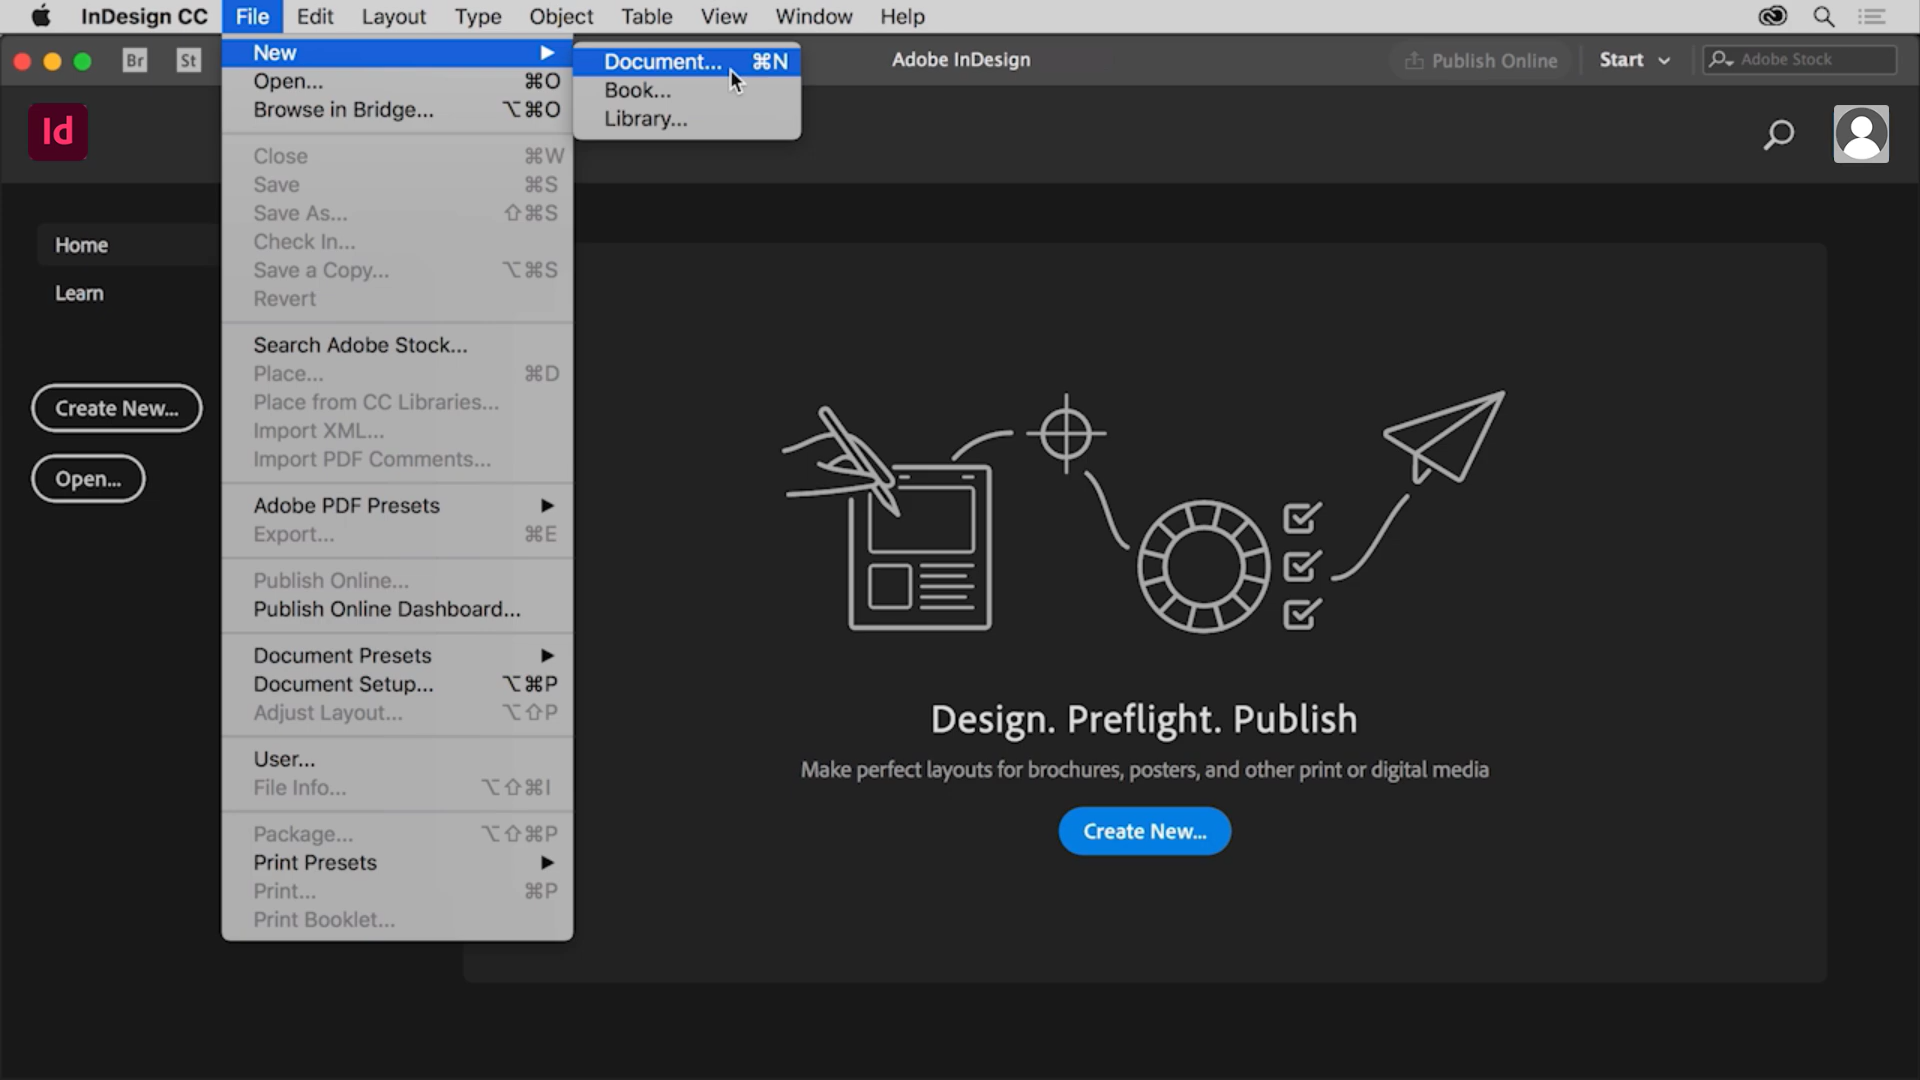 InDesign CC File Edit Layout Type Object Table View Window Help
Br St Adobe InDesign Publish Online Start Adobe Stock
Id
Home
Learn
Create New...
Open...
New
Open... ⌘O
Browse in Bridge... ⌥⌘O
Close ⌘W
Save ⌘S
Save As... ⇧⌘S
Check In...
Save a Copy... ⌥⌘S
Revert
Search Adobe Stock...
Place... ⌘D
Place from CC Libraries...
Import XML...
Import PDF Comments...
Adobe PDF Presets
Export... ⌘E
Publish Online...
Publish Online Dashboard...
Document Presets
Document Setup... ⌥⌘P
Adjust Layout... ⌥⇧P
User...
File Info... ⌥⇧⌘I
Package... ⌥⇧⌘P
Print Presets
Print... ⌘P
Print Booklet...
Document... ⌘N
Book...
Library...
Design. Preflight. Publish
Make perfect layouts for brochures, posters, and other print or digital media
Create New...